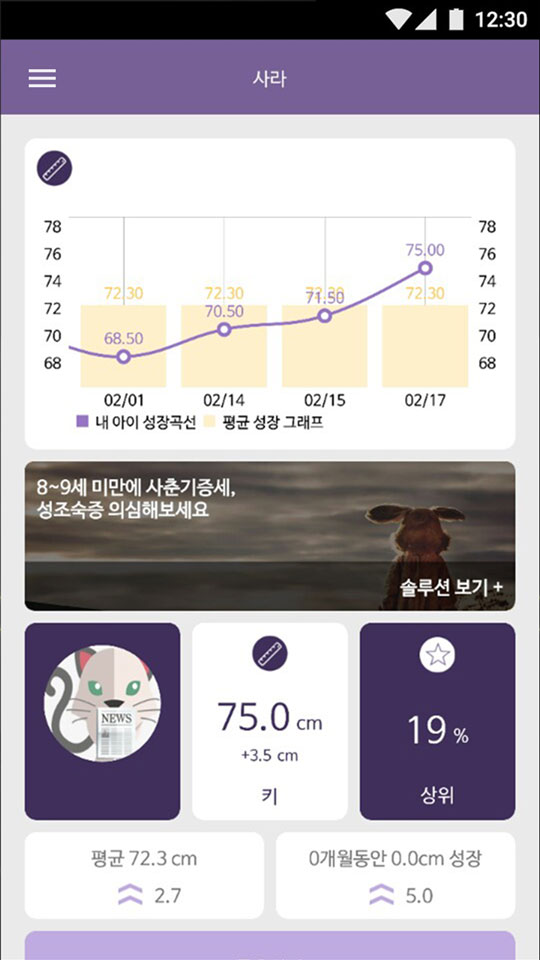 12:30
사라
78 78
76 76
75.00
74 74
72.30 72.30 72.30 72.30
72 72
71.50
70.50
70 70
68.50
68 68
02/01 02/14 02/15 02/17
내 아이 성장곡선 평균 성장 그래프
8~9세 미만에 사춘기증세,
성조숙증 의심해보세요
솔루션 보기 +
NEWS
75.0 cm
+3.5 cm
키
19 %
상위
평균 72.3 cm
2.7
0개월동안 0.0cm 성장
5.0